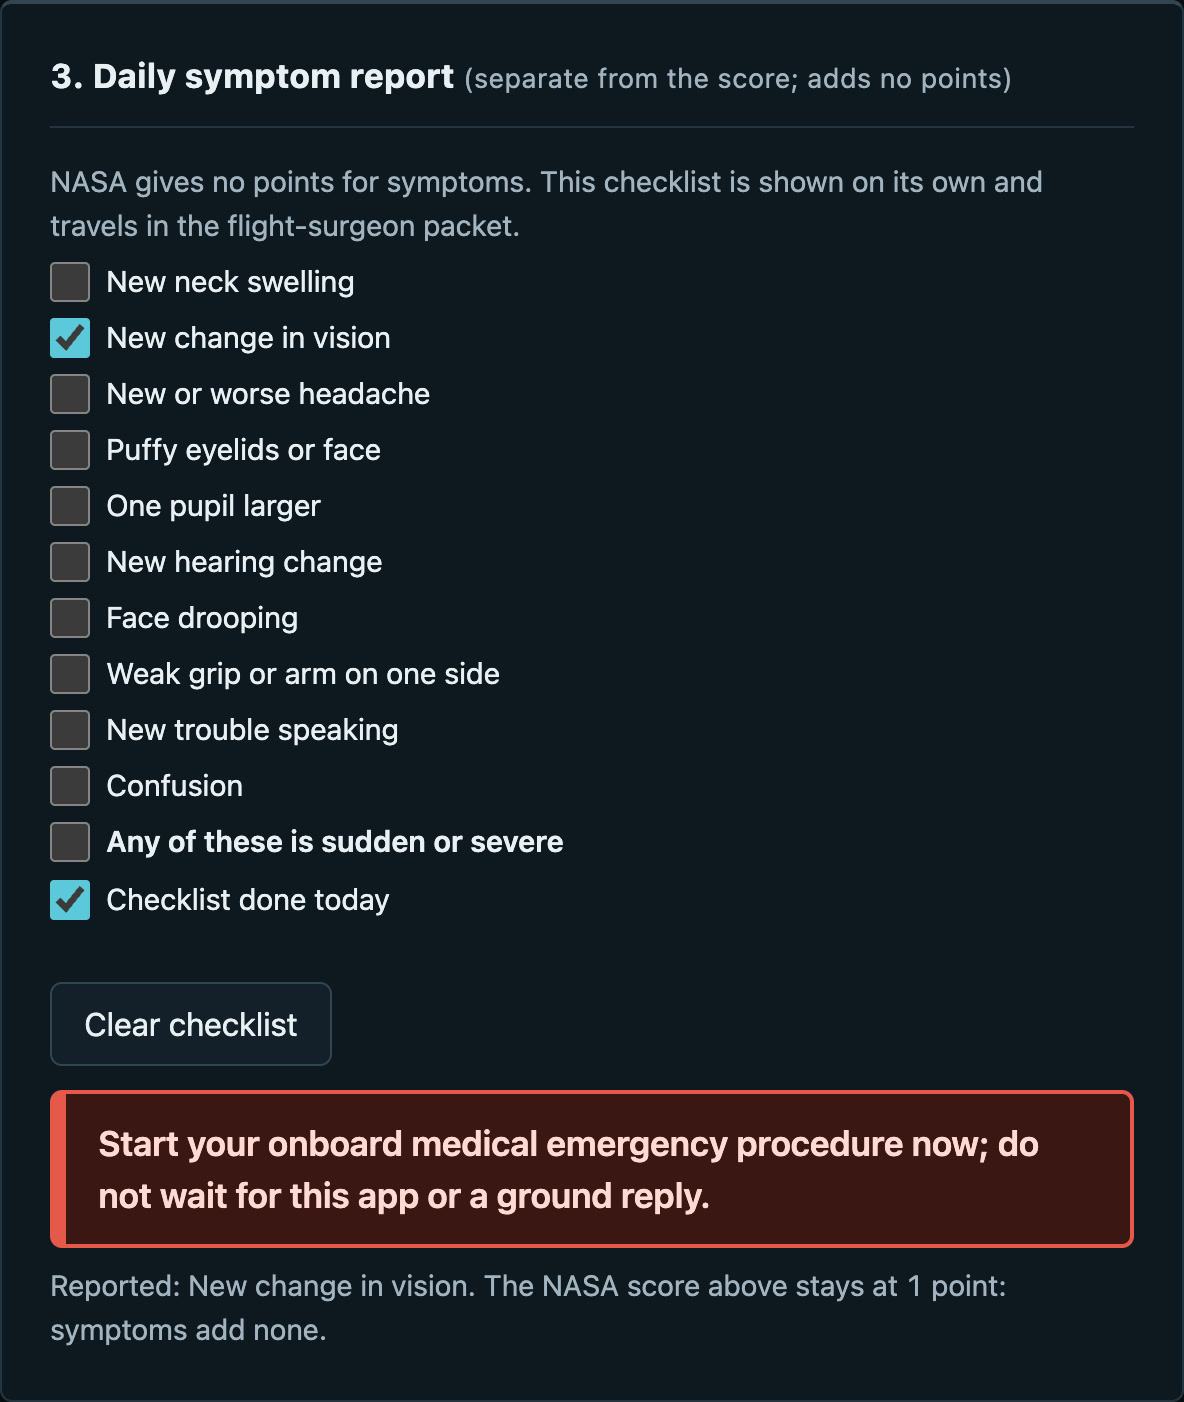 3. Daily symptom report (separate from the score; adds no points)
NASA gives no points for symptoms. This checklist is shown on its own and
travels in the flight-surgeon packet.
New neck swelling
New change in vision
New or worse headache
Puffy eyelids or face
One pupil larger
New hearing change
Face drooping
Weak grip or arm on one side
New trouble speaking
Confusion
Any of these is sudden or severe
Checklist done today
Clear checklist
Start your onboard medical emergency procedure now; do
not wait for this app or a ground reply.
Reported: New change in vision. The NASA score above stays at 1 point:
symptoms add none.